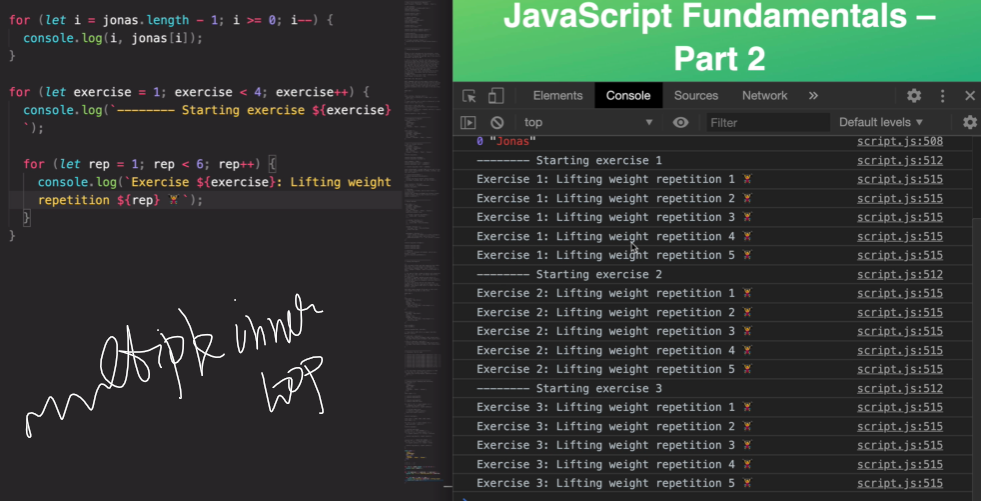 for (let i = jonas.length - 1; i >= 0; i--) {
console.log(i, jonas[i]);
}
for (let exercise = 1; exercise < 4; exercise++) {
console.log(`-------- Starting exercise ${exercise}
`);
for (let rep = 1; rep < 6; rep++) {
console.log(`Exercise ${exercise}: Lifting weight
repetition ${rep} 🏋️`);
}
}
inner
loop
JavaScript Fundamentals –
Part 2
Elements Console Sources Network »
top Filter Default levels
0 "Jonas" script.js:508
-------- Starting exercise 1 script.js:512
Exercise 1: Lifting weight repetition 1 🏋️ script.js:515
Exercise 1: Lifting weight repetition 2 🏋️ script.js:515
Exercise 1: Lifting weight repetition 3 🏋️ script.js:515
Exercise 1: Lifting weight repetition 4 🏋️ script.js:515
Exercise 1: Lifting weight repetition 5 🏋️ script.js:515
-------- Starting exercise 2 script.js:512
Exercise 2: Lifting weight repetition 1 🏋️ script.js:515
Exercise 2: Lifting weight repetition 2 🏋️ script.js:515
Exercise 2: Lifting weight repetition 3 🏋️ script.js:515
Exercise 2: Lifting weight repetition 4 🏋️ script.js:515
Exercise 2: Lifting weight repetition 5 🏋️ script.js:515
-------- Starting exercise 3 script.js:512
Exercise 3: Lifting weight repetition 1 🏋️ script.js:515
Exercise 3: Lifting weight repetition 2 🏋️ script.js:515
Exercise 3: Lifting weight repetition 3 🏋️ script.js:515
Exercise 3: Lifting weight repetition 4 🏋️ script.js:515
Exercise 3: Lifting weight repetition 5 🏋️ script.js:515